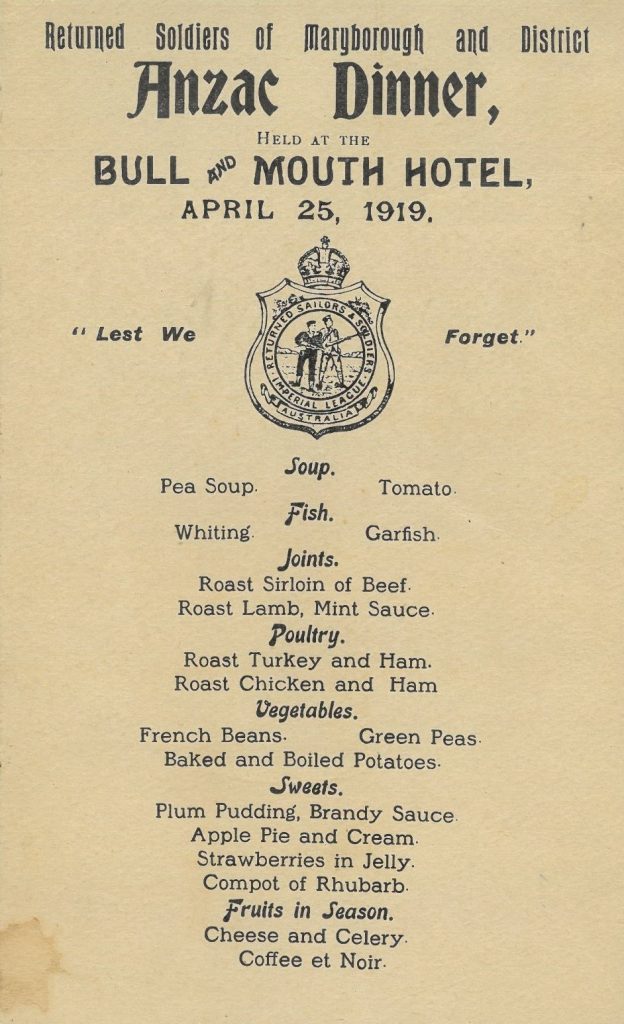 Returned Soldiers of Maryborough and District
Anzac Dinner,
HELD AT THE
BULL AND MOUTH HOTEL,
APRIL 25, 1919.
RETURNED SAILORS & SOLDIERS
IMPERIAL LEAGUE
AUSTRALIA
"Lest We Forget."
Soup.
Pea Soup. Tomato.
Fish.
Whiting. Garfish.
Joints.
Roast Sirloin of Beef.
Roast Lamb, Mint Sauce.
Poultry.
Roast Turkey and Ham.
Roast Chicken and Ham
Vegetables.
French Beans. Green Peas.
Baked and Boiled Potatoes.
Sweets.
Plum Pudding, Brandy Sauce.
Apple Pie and Cream.
Strawberries in Jelly.
Compot of Rhubarb.
Fruits in Season.
Cheese and Celery.
Coffee et Noir.